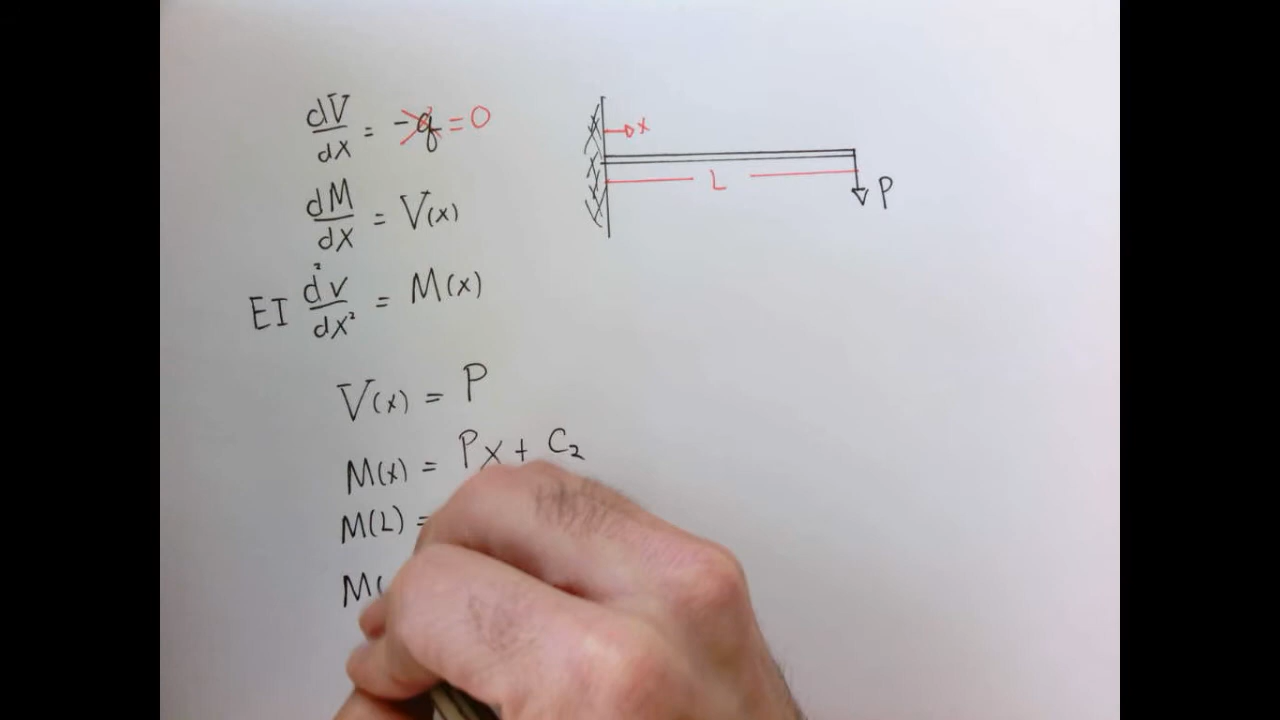 dV/dx = -q = 0
dM/dx = V(x)
EI d²v/dx² = M(x)
V(x) = P
M(x) = Px + C₂
M(L) =
M(
x
L
P